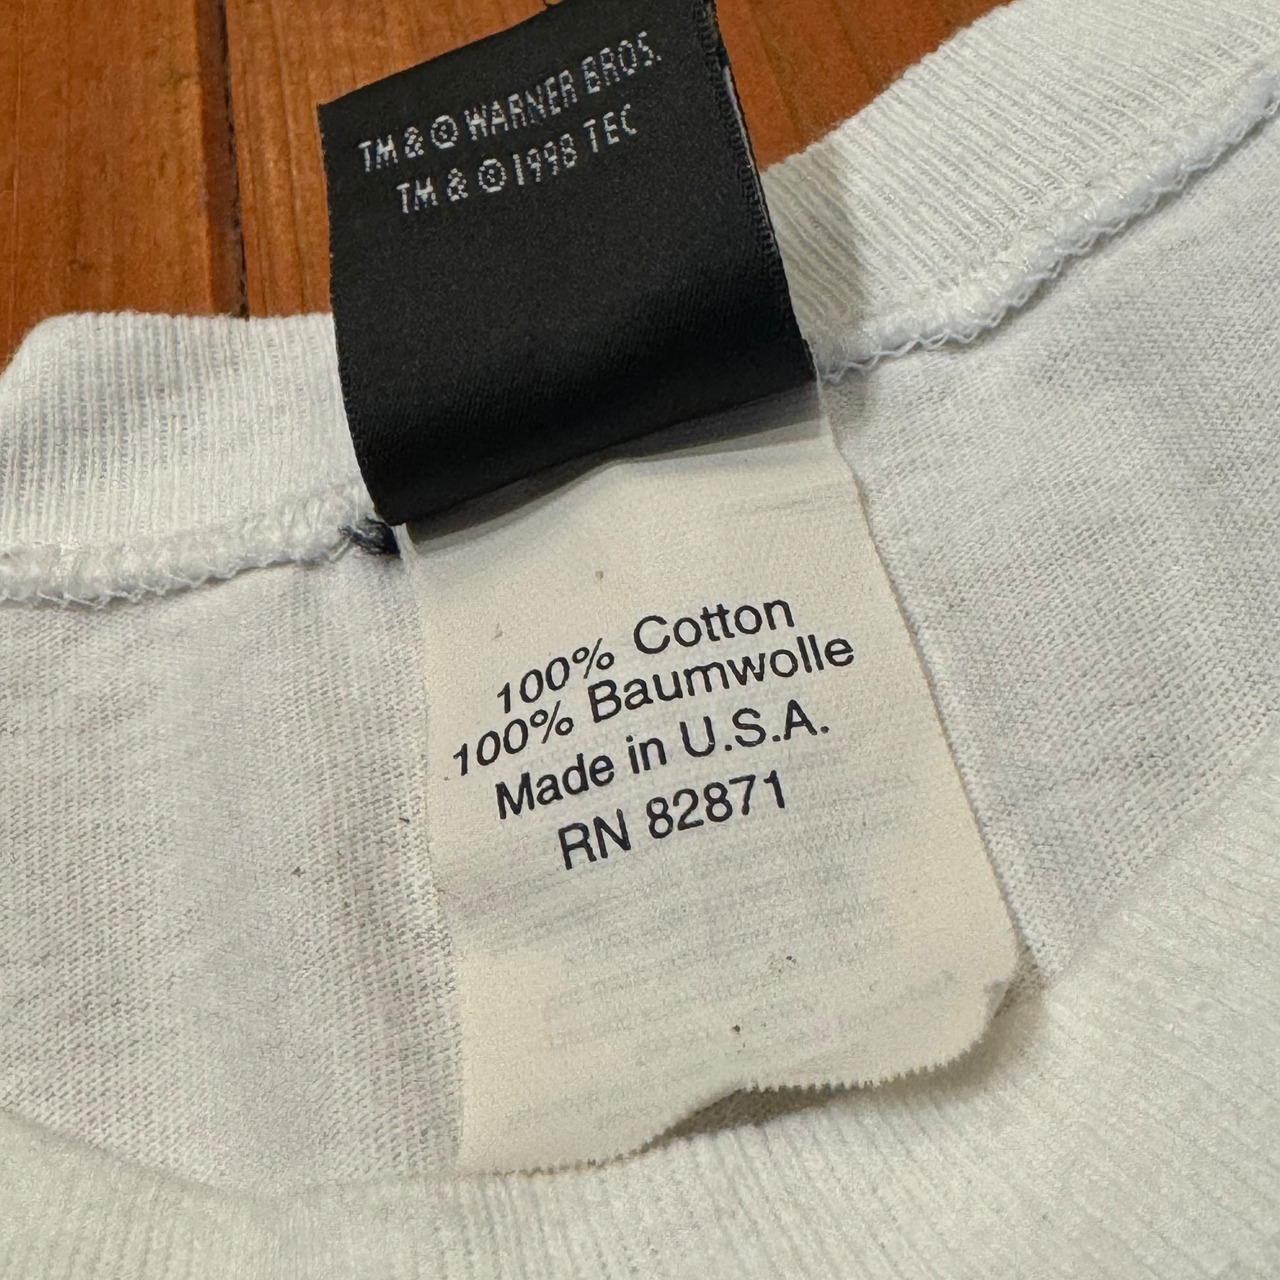 TM & © WARNER BROS.
TM & © 1998 TEC
100% Cotton
100% Baumwolle
Made in U.S.A.
RN 82871